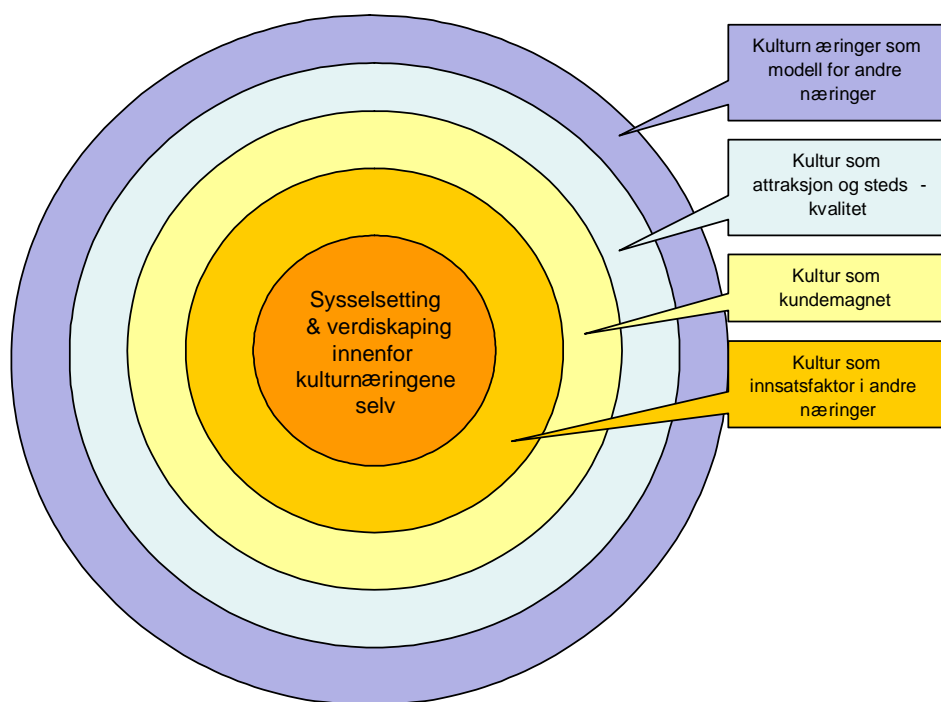 Kulturn æringer som
modell for andre
næringer
Kultur som
attraksjon og steds -
kvalitet
Kultur som
kundemagnet
Kultur som
innsatsfaktor i andre
næringer
Sysselsetting
& verdiskaping
innenfor
kulturnæringene
selv